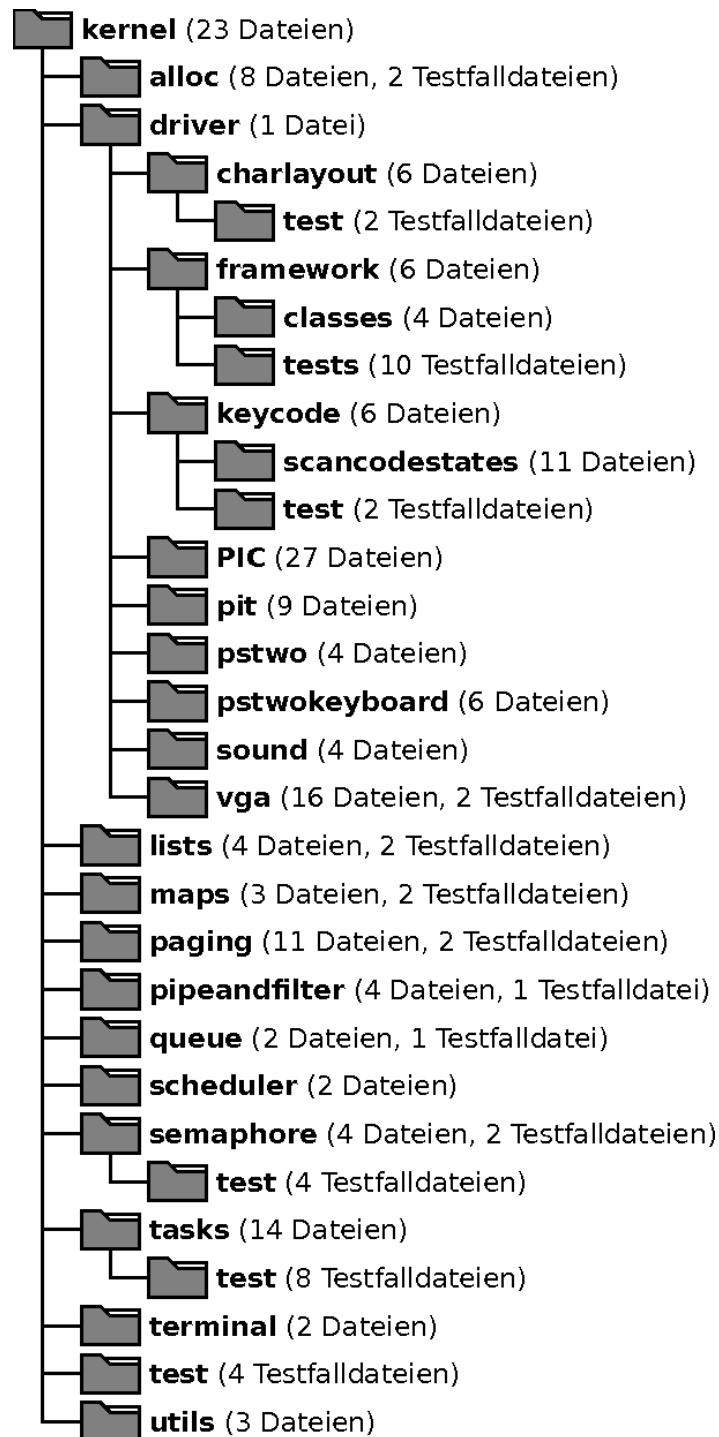 kernel (23 Dateien)
alloc (8 Dateien, 2 Testfalldateien)
driver (1 Datei)
charlayout (6 Dateien)
test (2 Testfalldateien)
framework (6 Dateien)
classes (4 Dateien)
tests (10 Testfalldateien)
keycode (6 Dateien)
scancodestates (11 Dateien)
test (2 Testfalldateien)
PIC (27 Dateien)
pit (9 Dateien)
pstwo (4 Dateien)
pstwokeyboard (6 Dateien)
sound (4 Dateien)
vga (16 Dateien, 2 Testfalldateien)
lists (4 Dateien, 2 Testfalldateien)
maps (3 Dateien, 2 Testfalldateien)
paging (11 Dateien, 2 Testfalldateien)
pipeandfilter (4 Dateien, 1 Testfalldatei)
queue (2 Dateien, 1 Testfalldatei)
scheduler (2 Dateien)
semaphore (4 Dateien, 2 Testfalldateien)
test (4 Testfalldateien)
tasks (14 Dateien)
test (8 Testfalldateien)
terminal (2 Dateien)
test (4 Testfalldateien)
utils (3 Dateien)